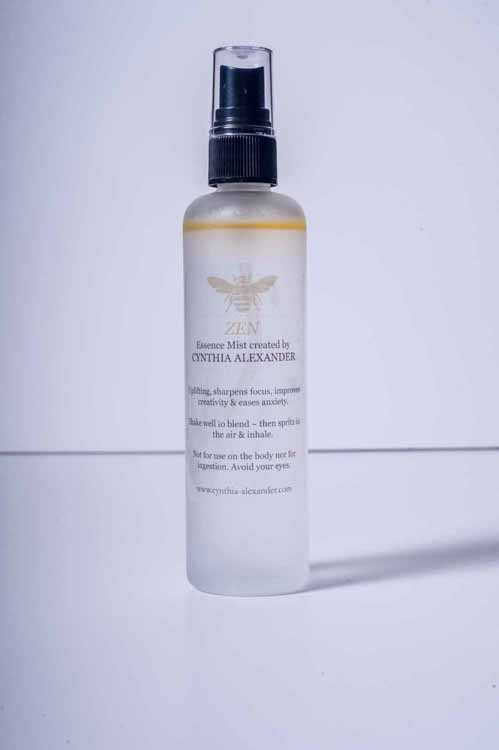 ZEN
Essence Mist created by
CYNTHIA ALEXANDER
Uplifting, sharpens focus, improves
creativity & eases anxiety.
Shake well to blend ~ then spritz in
the air & inhale.
Not for use on the body nor for
ingestion. Avoid your eyes.
www.cynthia-alexander.com